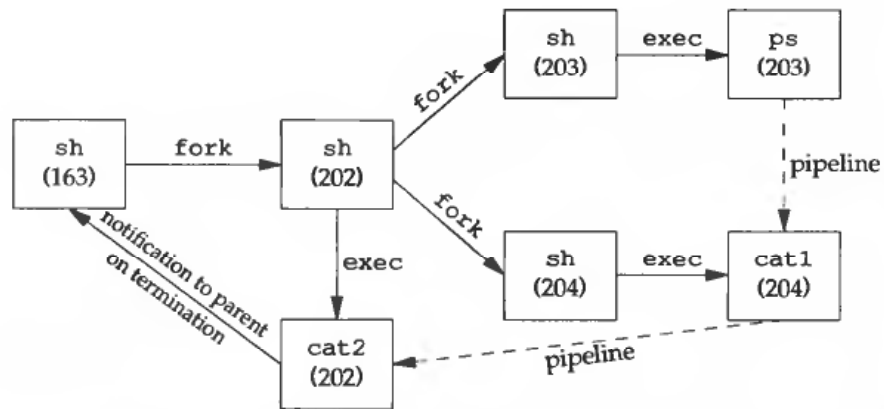 sh
(203)
exec
ps
(203)
fork
sh
(163)
fork
sh
(202)
pipeline
fork
notification to parent
on termination
exec
sh
(204)
exec
cat1
(204)
cat2
(202)
pipeline